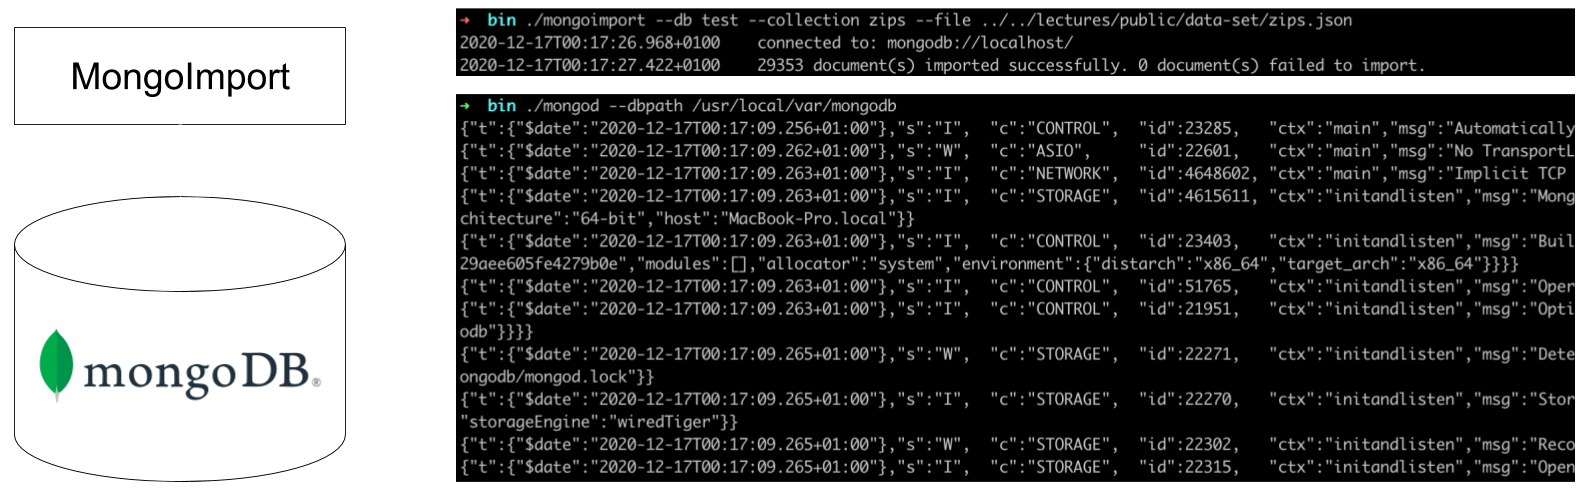 MongoImport
mongoDB®
➜ bin ./mongoimport --db test --collection zips --file ../../lectures/public/data-set/zips.json
2020-12-17T00:17:26.968+0100 connected to: mongodb://localhost/
2020-12-17T00:17:27.422+0100 29353 document(s) imported successfully. 0 document(s) failed to import.
➜ bin ./mongod --dbpath /usr/local/var/mongodb
{"t":{"$date":"2020-12-17T00:17:09.256+01:00"},"s":"I", "c":"CONTROL", "id":23285, "ctx":"main","msg":"Automatically
{"t":{"$date":"2020-12-17T00:17:09.262+01:00"},"s":"W", "c":"ASIO", "id":22601, "ctx":"main","msg":"No TransportL
{"t":{"$date":"2020-12-17T00:17:09.263+01:00"},"s":"I", "c":"NETWORK", "id":4648602, "ctx":"main","msg":"Implicit TCP
{"t":{"$date":"2020-12-17T00:17:09.263+01:00"},"s":"I", "c":"STORAGE", "id":4615611, "ctx":"initandlisten","msg":"Mong
chitecture":"64-bit","host":"MacBook-Pro.local"}}
{"t":{"$date":"2020-12-17T00:17:09.263+01:00"},"s":"I", "c":"CONTROL", "id":23403, "ctx":"initandlisten","msg":"Buil
29aee605fe4279b0e","modules":[],"allocator":"system","environment":{"distarch":"x86_64","target_arch":"x86_64"}}}}
{"t":{"$date":"2020-12-17T00:17:09.263+01:00"},"s":"I", "c":"CONTROL", "id":51765, "ctx":"initandlisten","msg":"Oper
{"t":{"$date":"2020-12-17T00:17:09.263+01:00"},"s":"I", "c":"CONTROL", "id":21951, "ctx":"initandlisten","msg":"Opti
odb"}}}}
{"t":{"$date":"2020-12-17T00:17:09.265+01:00"},"s":"W", "c":"STORAGE", "id":22271, "ctx":"initandlisten","msg":"Dete
ongodb/mongod.lock"}}
{"t":{"$date":"2020-12-17T00:17:09.265+01:00"},"s":"I", "c":"STORAGE", "id":22270, "ctx":"initandlisten","msg":"Stor
"storageEngine":"wiredTiger"}}
{"t":{"$date":"2020-12-17T00:17:09.265+01:00"},"s":"W", "c":"STORAGE", "id":22302, "ctx":"initandlisten","msg":"Reco
{"t":{"$date":"2020-12-17T00:17:09.265+01:00"},"s":"I", "c":"STORAGE", "id":22315, "ctx":"initandlisten","msg":"Open